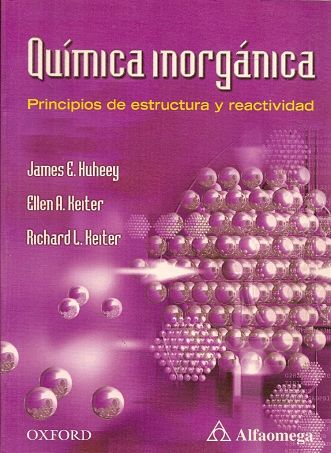 Química inorgánica
Principios de estructura y reactividad
James E. Huheey
Ellen A. Keiter
Richard L. Keiter
OXFORD
Alfaomega